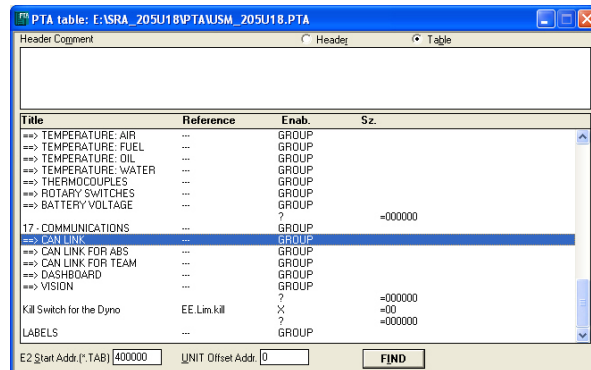 PTA table: E:\SRA_205U18\PTA\USM_205U18.PTA
Header Comment Header Table
Title Reference Enab. Sz.
==> TEMPERATURE: AIR --- GROUP
==> TEMPERATURE: FUEL --- GROUP
==> TEMPERATURE: OIL --- GROUP
==> TEMPERATURE: WATER --- GROUP
==> THERMOCOUPLES --- GROUP
==> ROTARY SWITCHES --- GROUP
==> BATTERY VOLTAGE --- GROUP
? =000000
17 - COMMUNICATIONS --- GROUP
==> CAN LINK --- GROUP
==> CAN LINK FOR ABS --- GROUP
==> CAN LINK FOR TEAM --- GROUP
==> DASHBOARD --- GROUP
==> VISION --- GROUP
? =000000
Kill Switch for the Dyno EE.Lim.kill X =00
? =000000
LABELS --- GROUP
E2 Start Addr.(*.TAB) 400000 UNIT Offset Addr. 0 FIND